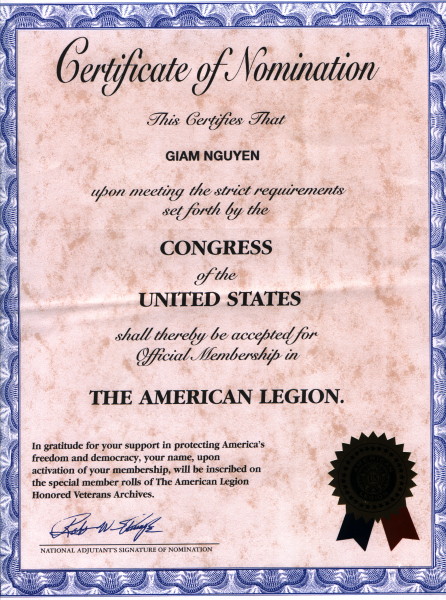 Certificate of Nomination
This Certifies That
GIAM NGUYEN
upon meeting the strict requirements
set forth by the
CONGRESS
of the
UNITED STATES
shall thereby be accepted for
Official Membership in
THE AMERICAN LEGION.
In gratitude for your support in protecting America's
freedom and democracy, your name, upon
activation of your membership, will be inscribed on
the special member rolls of The American Legion
Honored Veterans Archives.
NATIONAL ADJUTANT'S SIGNATURE OF NOMINATION